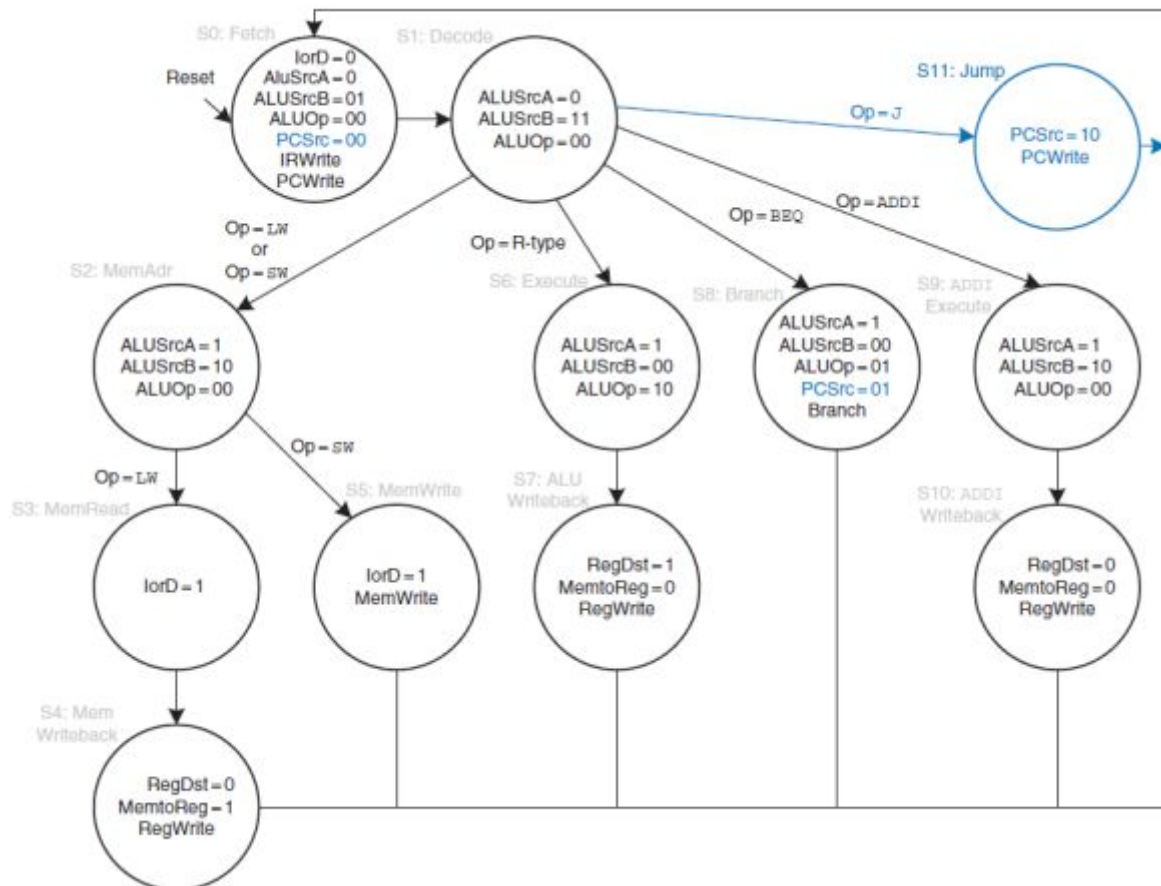 S0: Fetch
S1: Decode
Reset
IorD = 0
AluSrcA = 0
ALUSrcB = 01
ALUOp = 00
PCSrc = 00
IRWrite
PCWrite
ALUSrcA = 0
ALUSrcB = 11
ALUOp = 00
Op = J
S11: Jump
PCSrc = 10
PCWrite
Op = LW
or
Op = SW
Op = R-type
Op = BEQ
Op = ADDI
S2: MemAdr
ALUSrcA = 1
ALUSrcB = 10
ALUOp = 00
S6: Execute
ALUSrcA = 1
ALUSrcB = 00
ALUOp = 10
S8: Branch
ALUSrcA = 1
ALUSrcB = 00
ALUOp = 01
PCSrc = 01
Branch
S9: ADDI
Execute
ALUSrcA = 1
ALUSrcB = 10
ALUOp = 00
Op = LW
Op = SW
S3: MemRead
IorD = 1
S5: MemWrite
IorD = 1
MemWrite
S7: ALU
Writeback
RegDst = 1
MemtoReg = 0
RegWrite
S10: ADDI
Writeback
RegDst = 0
MemtoReg = 0
RegWrite
S4: Mem
Writeback
RegDst = 0
MemtoReg = 1
RegWrite